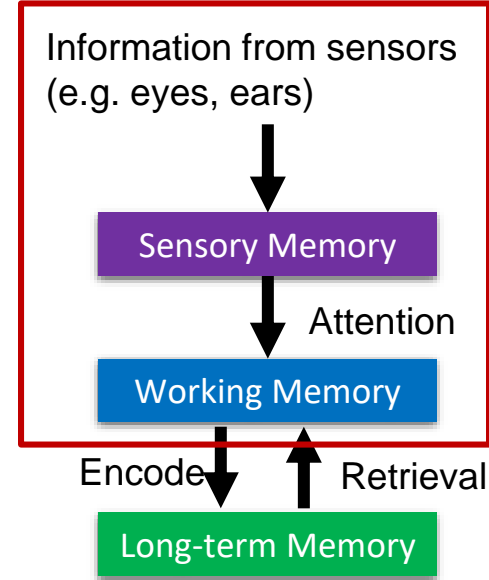 Information from sensors
(e.g. eyes, ears)
Sensory Memory
Attention
Working Memory
Encode
Retrieval
Long-term Memory